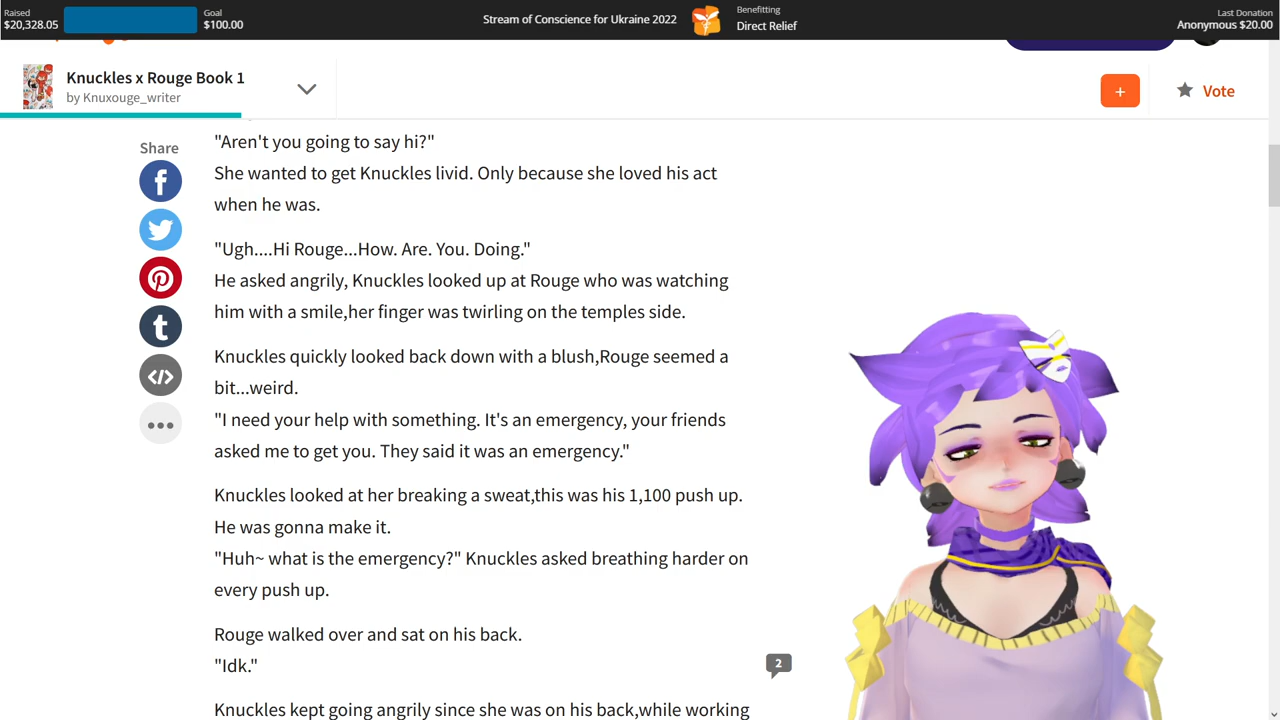 Raised
$20,328.05
Goal
$100.00
Stream of Conscience for Ukraine 2022
Benefitting
Direct Relief
Last Donation
Anonymous $20.00
Knuckles x Rouge Book 1
by Knuxouge_writer
+
Vote
Share
"Aren't you going to say hi?"
She wanted to get Knuckles livid. Only because she loved his act
when he was.
"Ugh....Hi Rouge...How. Are. You. Doing."
He asked angrily, Knuckles looked up at Rouge who was watching
him with a smile,her finger was twirling on the temples side.
Knuckles quickly looked back down with a blush,Rouge seemed a
bit...weird.
"I need your help with something. It's an emergency, your friends
asked me to get you. They said it was an emergency."
Knuckles looked at her breaking a sweat,this was his 1,100 push up.
He was gonna make it.
"Huh~ what is the emergency?" Knuckles asked breathing harder on
every push up.
Rouge walked over and sat on his back.
"Idk."
2
Knuckles kept going angrily since she was on his back,while working